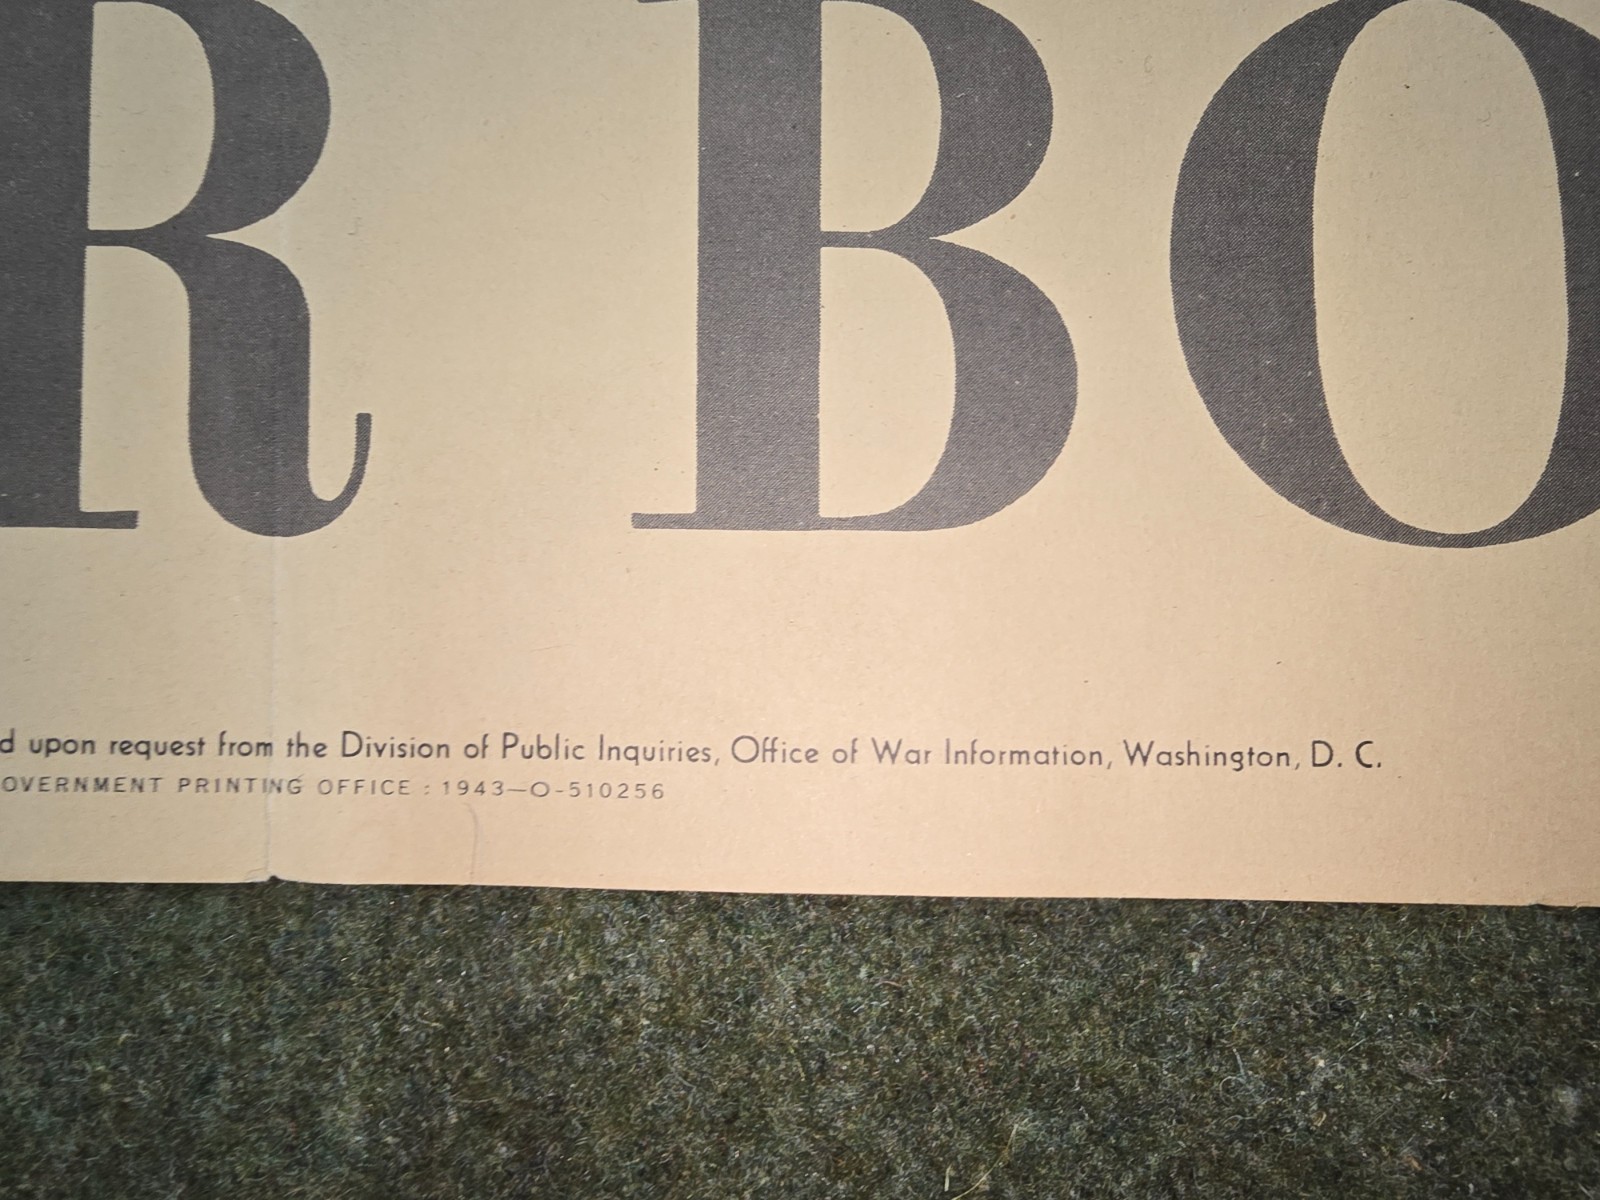 R BO
d upon request from the Division of Public Inquiries, Office of War Information, Washington, D. C.
OVERNMENT PRINTING OFFICE : 1943—O-510256